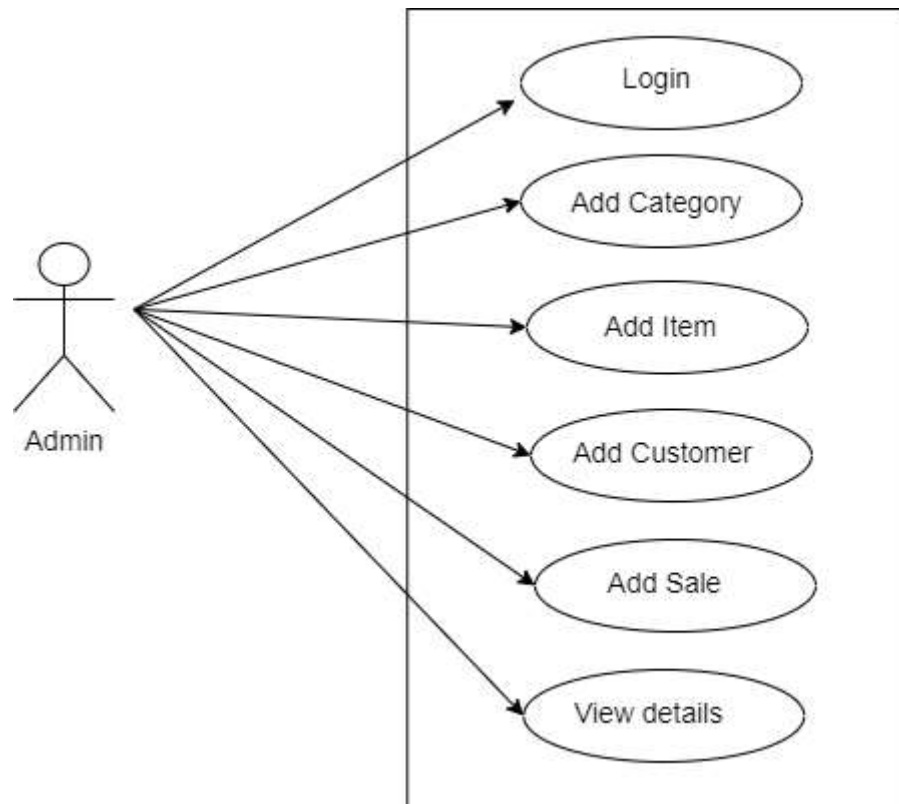 Login
Add Category
Add Item
Admin
Add Customer
Add Sale
View details